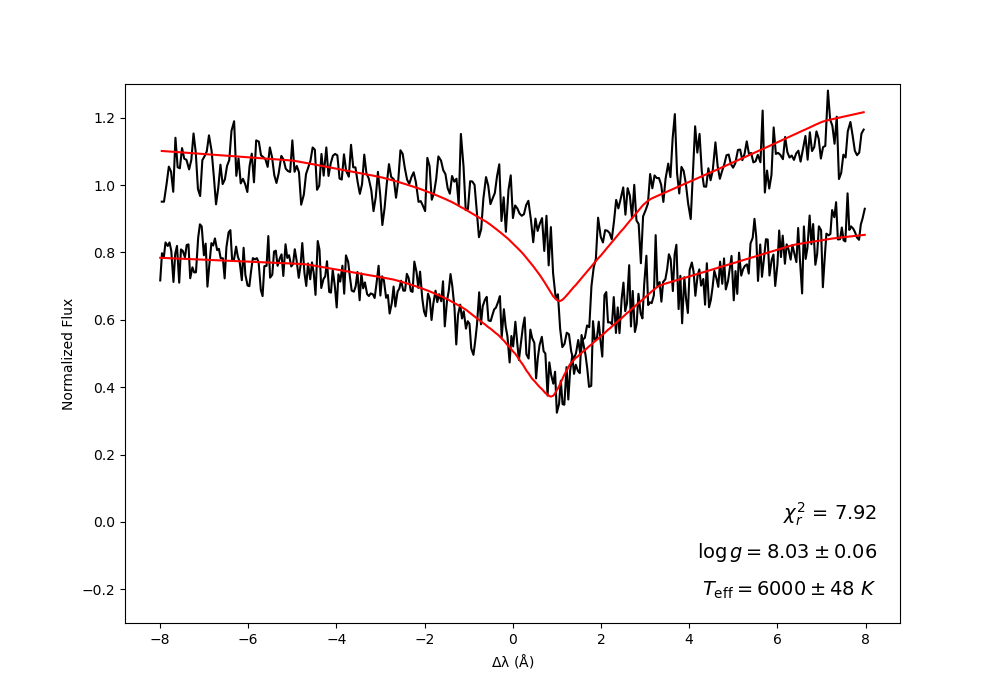 1.2
1.0
0.8
0.6
0.4
0.2
0.0
−0.2
Normalized Flux
−8 −6 −4 −2 0 2 4 6 8
Δλ (Å)
χ²ᵣ = 7.92
log g = 8.03 ± 0.06
T_eff = 6000 ± 48 K